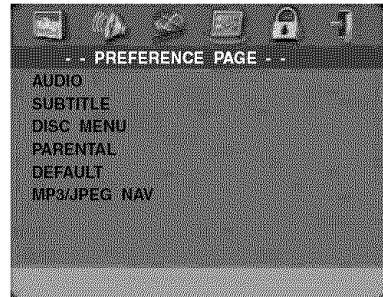 - - PREFERENCE PAGE - -
AUDIO
SUBTITLE
DISC MENU
PARENTAL
DEFAULT
MP3/JPEG NAV